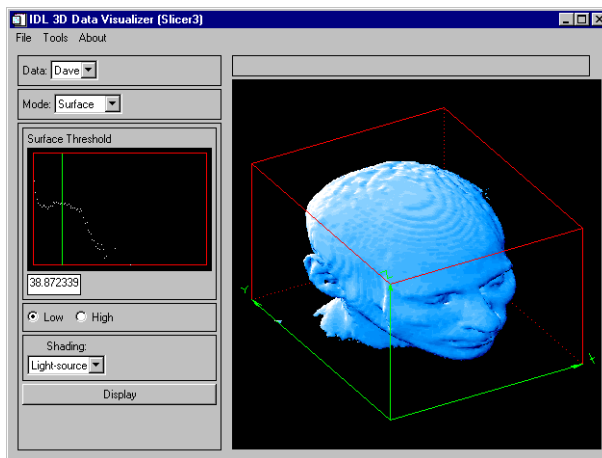 IDL 3D Data Visualizer (Slicer3)
File Tools About
Data: Dave
Mode: Surface
Surface Threshold
38.872339
Low High
Shading:
Light-source
Display
Y
X